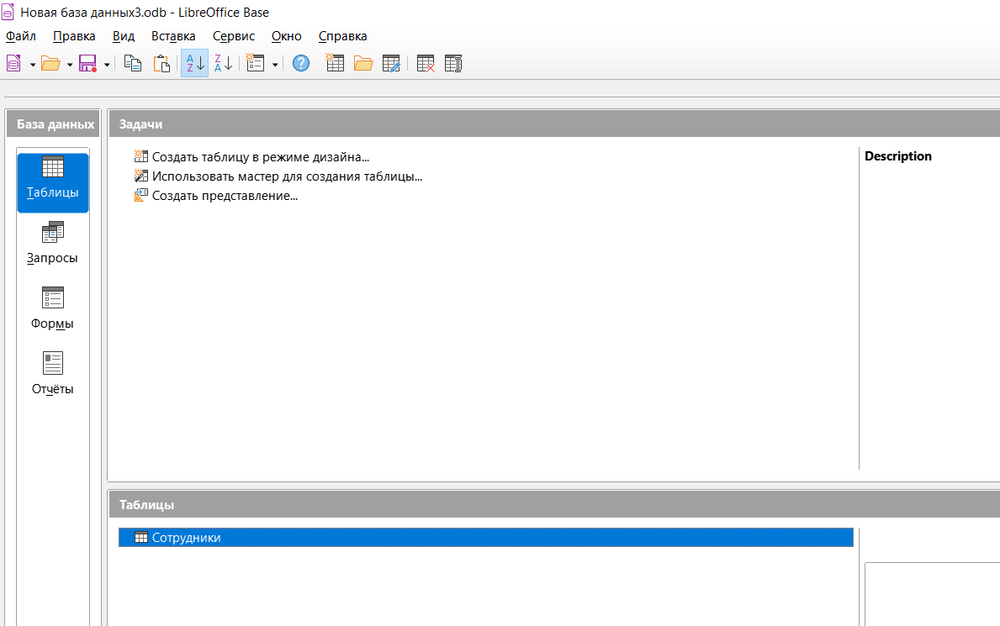 Новая база данных3.odb - LibreOffice Base
Файл Правка Вид Вставка Сервис Окно Справка
База данных
Таблицы
Запросы
Формы
Отчёты
Задачи
Создать таблицу в режиме дизайна...
Использовать мастер для создания таблицы...
Создать представление...
Description
Таблицы
Сотрудники